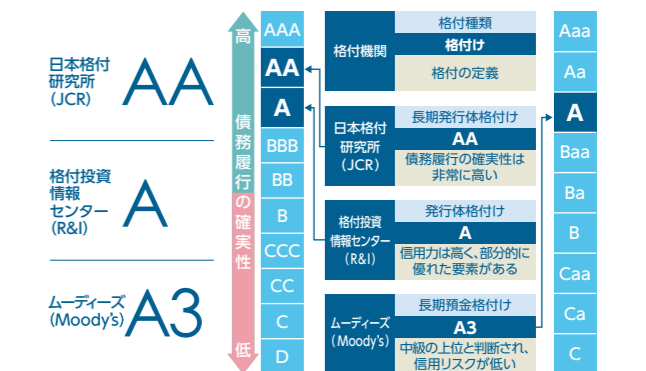 日本格付
研究所
(JCR)
AA
格付投資
情報
センター
(R&I)
A
ムーディーズ
(Moody's)
A3
高
債務履行の確実性
低
AAA
AA
A
BBB
BB
B
CCC
CC
C
D
格付機関
格付種類
格付け
格付の定義
日本格付
研究所
(JCR)
長期発行体格付け
AA
債務履行の確実性は
非常に高い
格付投資
情報センター
(R&I)
発行体格付け
A
信用力は高く、部分的に
優れた要素がある
ムーディーズ
(Moody's)
長期預金格付け
A3
中級の上位と判断され、
信用リスクが低い
Aaa
Aa
A
Baa
Ba
B
Caa
Ca
C